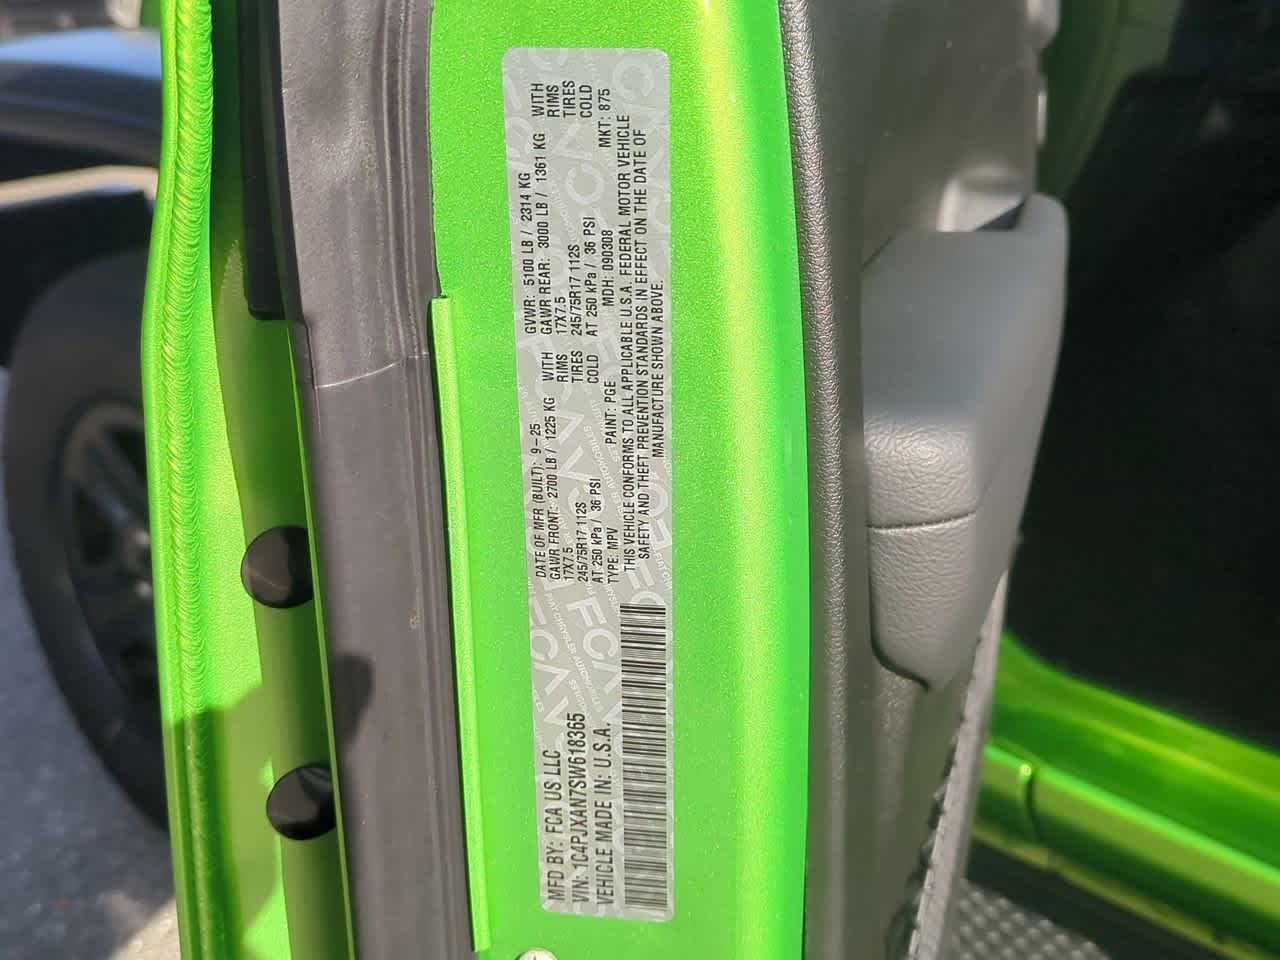 MFD BY: FCA US LLC
DATE OF MFR (BUILT): 9-25
GVWR: 5100 LB / 2314 KG
VIN: 1C4PJXAN7SW618365
GAWR FRONT: 2700 LB / 1225 KG WITH
GAWR REAR: 3000 LB / 1361 KG WITH
17X7.5 RIMS
17X7.5 RIMS
245/75R17 112S TIRES
245/75R17 112S TIRES
AT 250 kPa / 36 PSI COLD
AT 250 kPa / 36 PSI COLD
VEHICLE MADE IN: U.S.A.
TYPE: MPV PAINT: PGE MDH: 090308 MKT: 875
THIS VEHICLE CONFORMS TO ALL APPLICABLE U.S.A. FEDERAL MOTOR VEHICLE
SAFETY AND THEFT PREVENTION STANDARDS IN EFFECT ON THE DATE OF
MANUFACTURE SHOWN ABOVE.